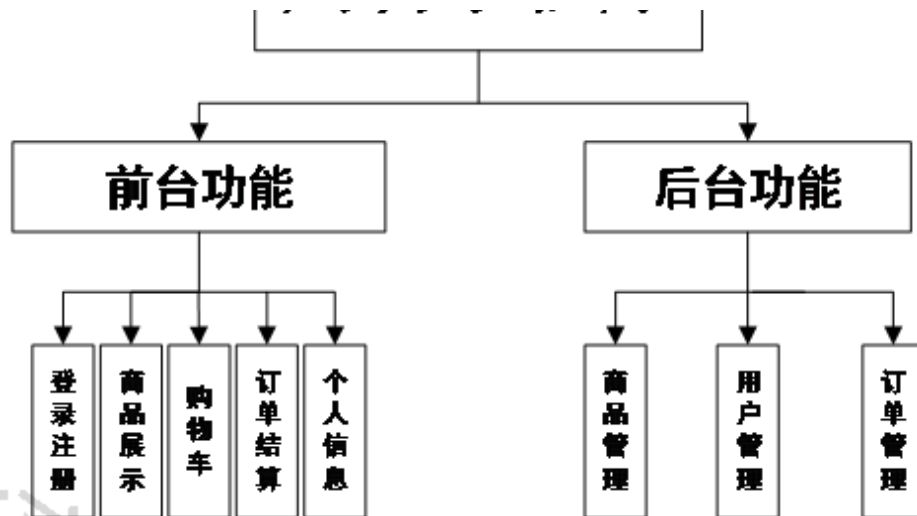 前台功能
后台功能
登录注册
商品展示
购物车
订单结算
个人信息
商品管理
用户管理
订单管理